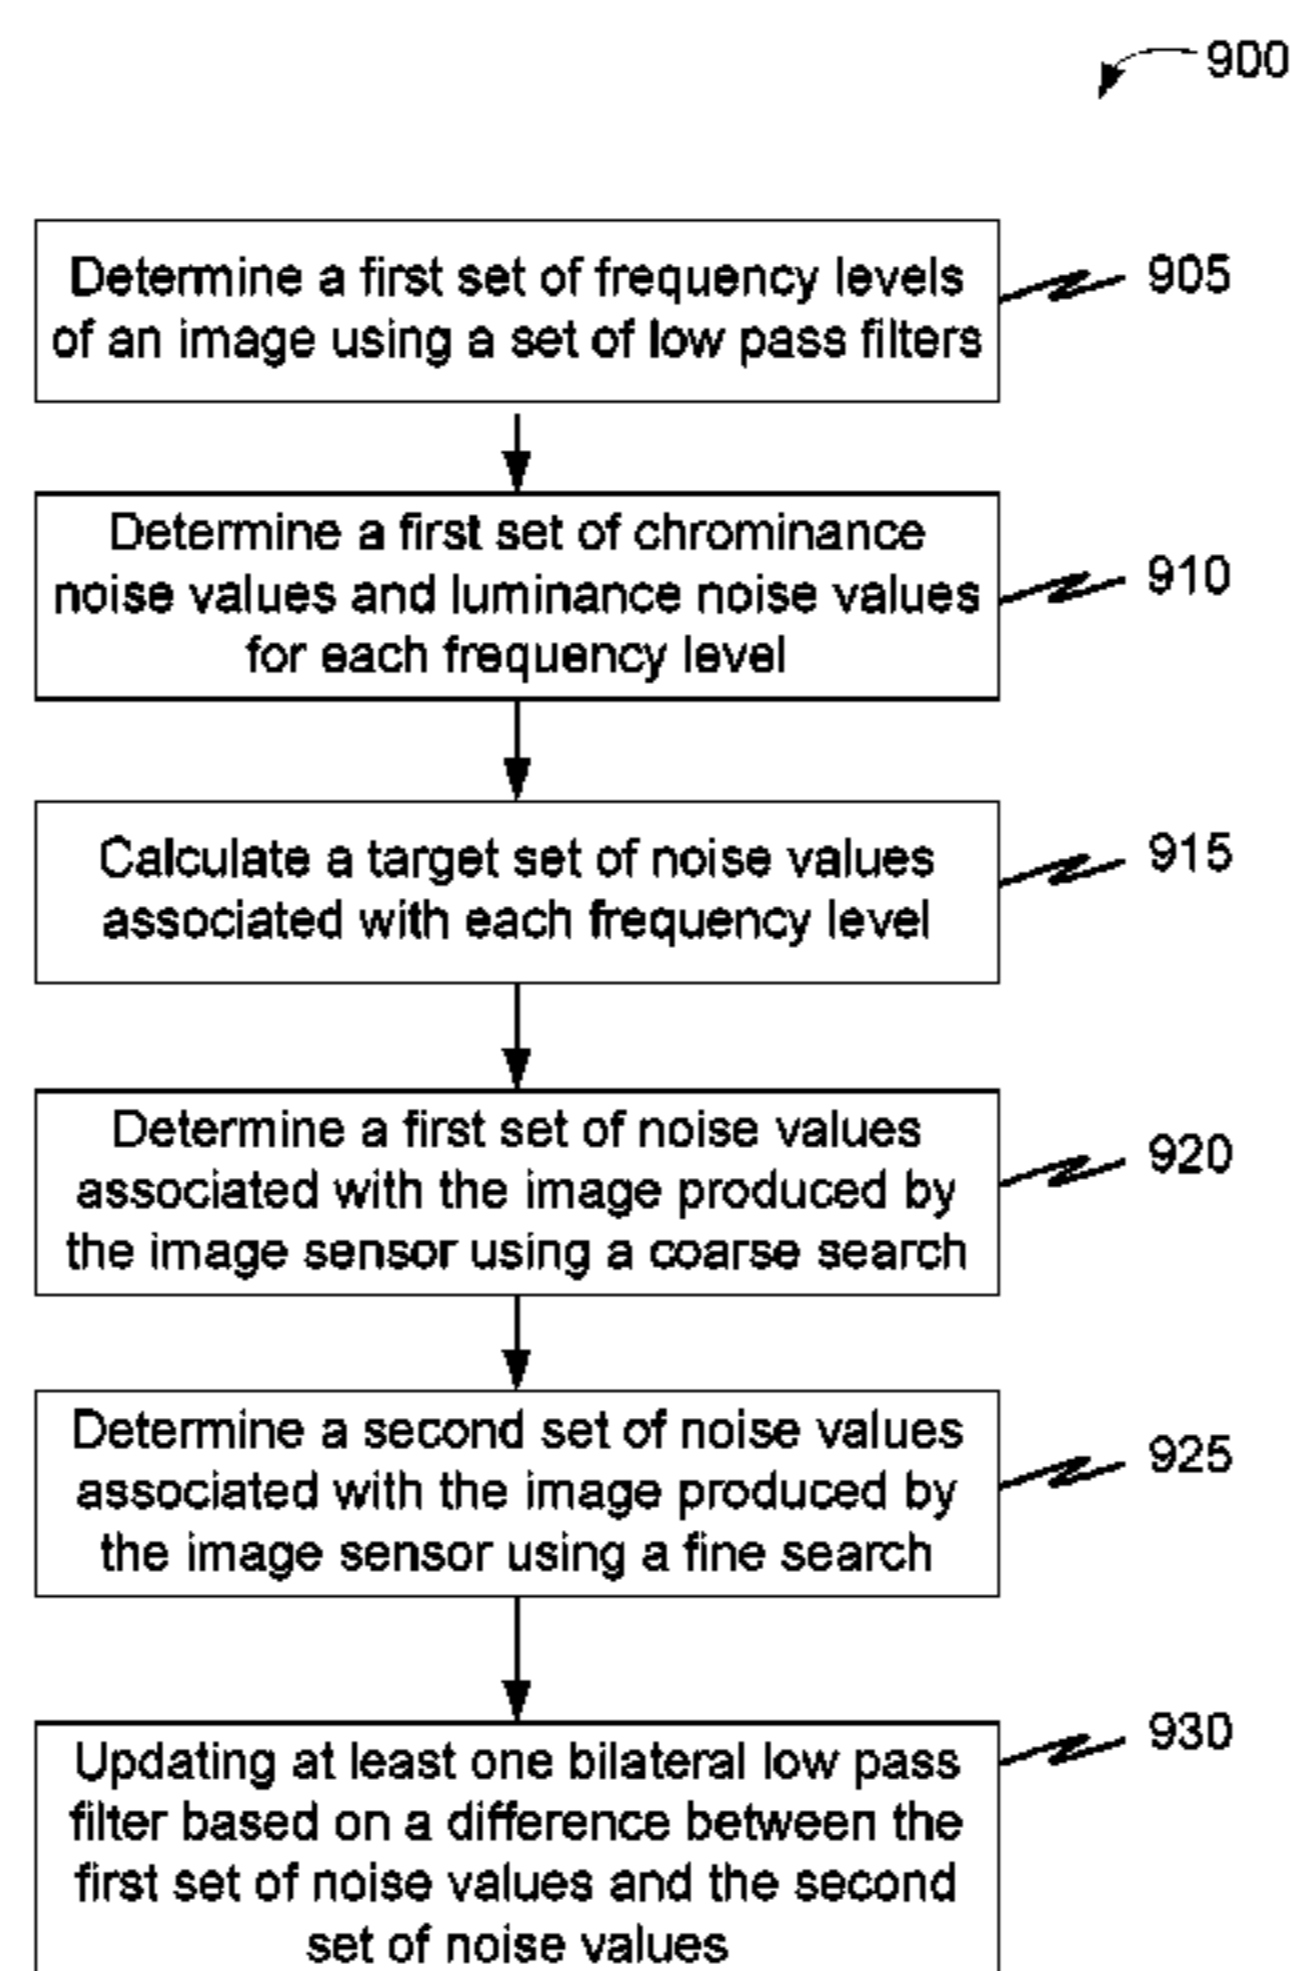 900
Determine a first set of frequency levels
of an image using a set of low pass filters
905
Determine a first set of chrominance
noise values and luminance noise values
for each frequency level
910
Calculate a target set of noise values
associated with each frequency level
915
Determine a first set of noise values
associated with the image produced by
the image sensor using a coarse search
920
Determine a second set of noise values
associated with the image produced by
the image sensor using a fine search
925
Updating at least one bilateral low pass
filter based on a difference between the
first set of noise values and the second
set of noise values
930